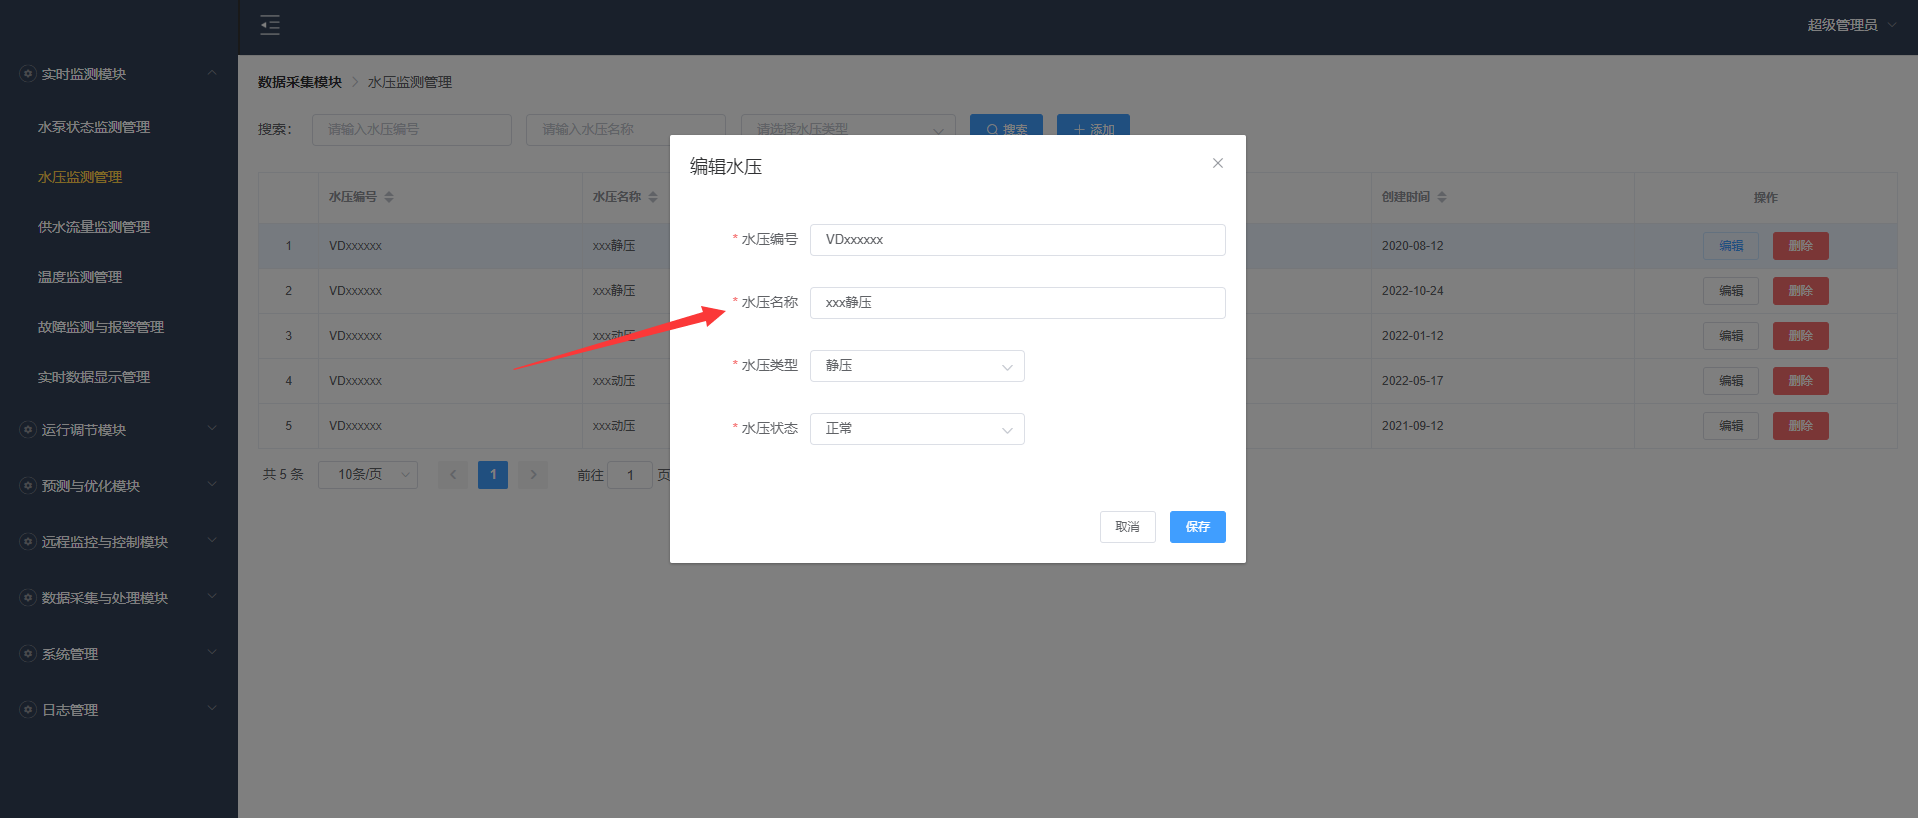 超级管理员
实时监测模块
水泵状态监测管理
水压监测管理
供水流量监测管理
温度监测管理
故障监测与报警管理
实时数据显示管理
运行调节模块
预测与优化模块
远程监控与控制模块
数据采集与处理模块
系统管理
日志管理
数据采集模块 > 水压监测管理
搜索: 请输入水压编号 请输入水压名称 请选择水压类型 搜索 + 添加
水压编号 水压名称 创建时间 操作
1 VDxxxxxx xxx静压 2020-08-12 编辑 删除
2 VDxxxxxx xxx静压 2022-10-24 编辑 删除
3 VDxxxxxx xxx动压 2022-01-12 编辑 删除
4 VDxxxxxx xxx动压 2022-05-17 编辑 删除
5 VDxxxxxx xxx动压 2021-09-12 编辑 删除
共 5 条 10条/页 < 1 > 前往 1 页
编辑水压
* 水压编号 VDxxxxxx
* 水压名称 xxx静压
* 水压类型 静压
* 水压状态 正常
取消 保存